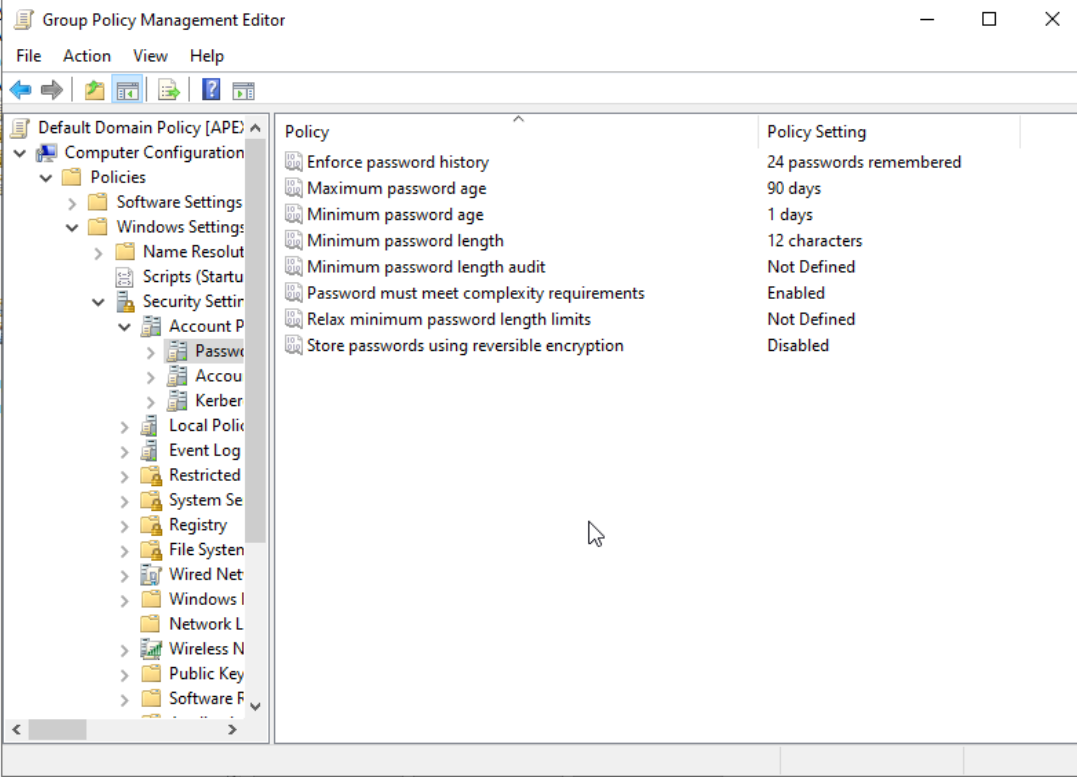 Group Policy Management Editor
File Action View Help
Default Domain Policy [APEX
Computer Configuration
Policies
Software Settings
Windows Settings
Name Resolut
Scripts (Startu
Security Settin
Account P
Passwo
Accou
Kerber
Local Polic
Event Log
Restricted
System Se
Registry
File System
Wired Net
Windows
Network L
Wireless N
Public Key
Software R
Policy Policy Setting
Enforce password history 24 passwords remembered
Maximum password age 90 days
Minimum password age 1 days
Minimum password length 12 characters
Minimum password length audit Not Defined
Password must meet complexity requirements Enabled
Relax minimum password length limits Not Defined
Store passwords using reversible encryption Disabled